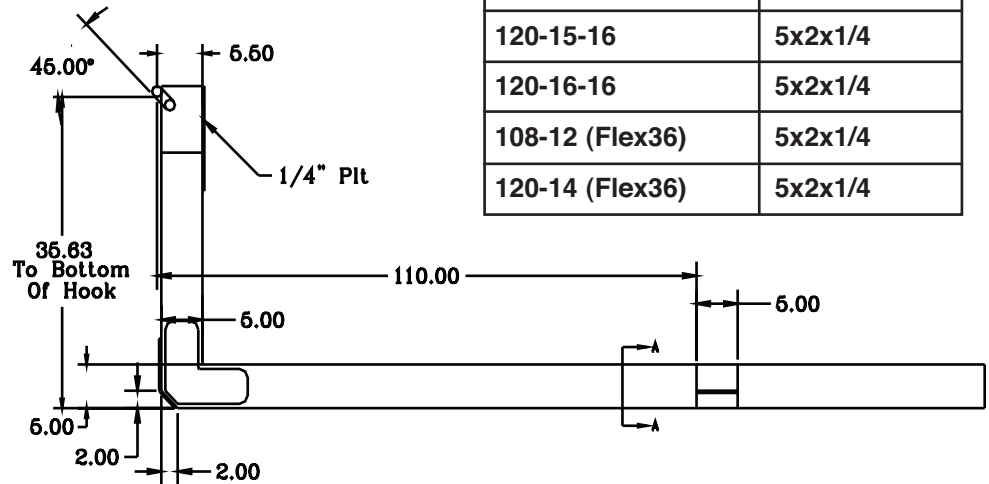 120-15-16 5x2x1/4
120-16-16 5x2x1/4
108-12 (Flex36) 5x2x1/4
120-14 (Flex36) 5x2x1/4
5.50
45.00°
1/4" Plt
35.63
To Bottom
Of Hook
110.00
5.00
5.00
A
A
5.00
2.00
2.00